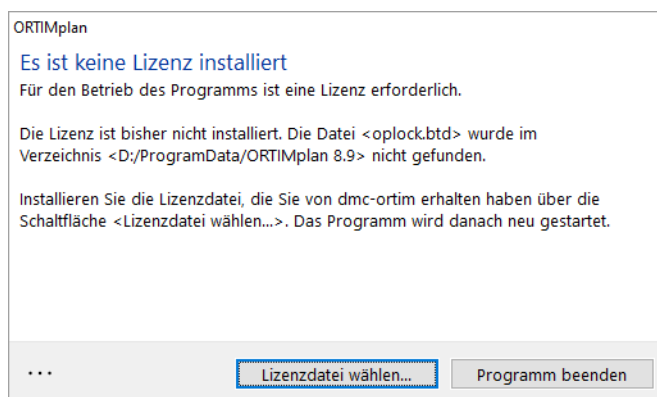 ORTIMplan
Es ist keine Lizenz installiert
Für den Betrieb des Programms ist eine Lizenz erforderlich.
Die Lizenz ist bisher nicht installiert. Die Datei <oplock.btd> wurde im
Verzeichnis <D:/ProgramData/ORTIMplan 8.9> nicht gefunden.
Installieren Sie die Lizenzdatei, die Sie von dmc-ortim erhalten haben über die
Schaltfläche <Lizenzdatei wählen...>. Das Programm wird danach neu gestartet.
... Lizenzdatei wählen... Programm beenden